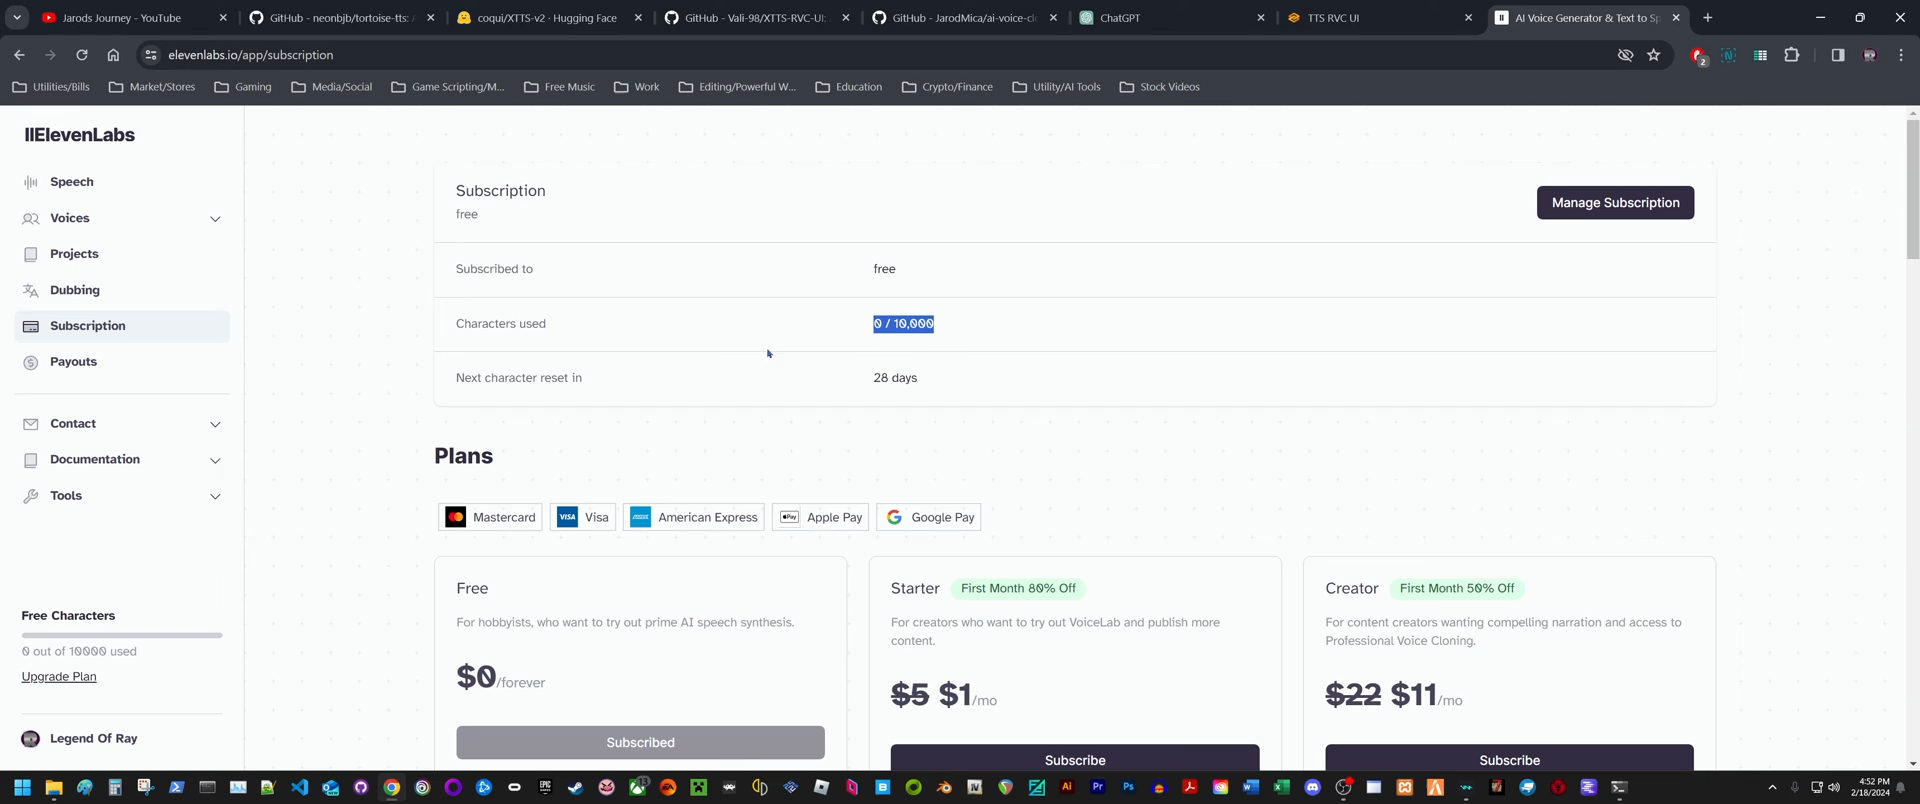 Jarods Journey - YouTube
GitHub - neonbjb/tortoise-tts: A
coqui/XTTS-v2 · Hugging Face
GitHub - Vali-98/XTTS-RVC-UI:
GitHub - JarodMica/ai-voice-cl
ChatGPT
TTS RVC UI
AI Voice Generator & Text to Sp
elevenlabs.io/app/subscription
2
Utilities/Bills
Market/Stores
Gaming
Media/Social
Game Scripting/M...
Free Music
Work
Editing/Powerful W...
Education
Crypto/Finance
Utility/AI Tools
Stock Videos
IIElevenLabs
Speech
Voices
Projects
Dubbing
Subscription
Payouts
Contact
Documentation
Tools
Free Characters
0 out of 10000 used
Upgrade Plan
Legend Of Ray
Subscription
free
Manage Subscription
Subscribed to
free
Characters used
0 / 10,000
Next character reset in
28 days
Plans
Mastercard
Visa
American Express
Apple Pay
Google Pay
Free
For hobbyists, who want to try out prime AI speech synthesis.
$0/forever
Subscribed
Starter
First Month 80% Off
For creators who want to try out VoiceLab and publish more
content.
$5 $1/mo
Subscribe
Creator
First Month 50% Off
For content creators wanting compelling narration and access to
Professional Voice Cloning.
$22 $11/mo
Subscribe
4:52 PM
2/18/2024